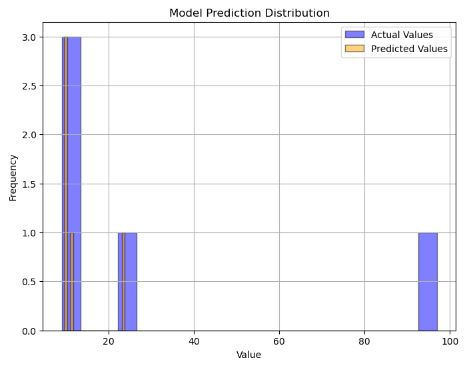 Model Prediction Distribution
Actual Values
Predicted Values
3.0
2.5
2.0
1.5
1.0
0.5
0.0
Frequency
20 40 60 80 100
Value